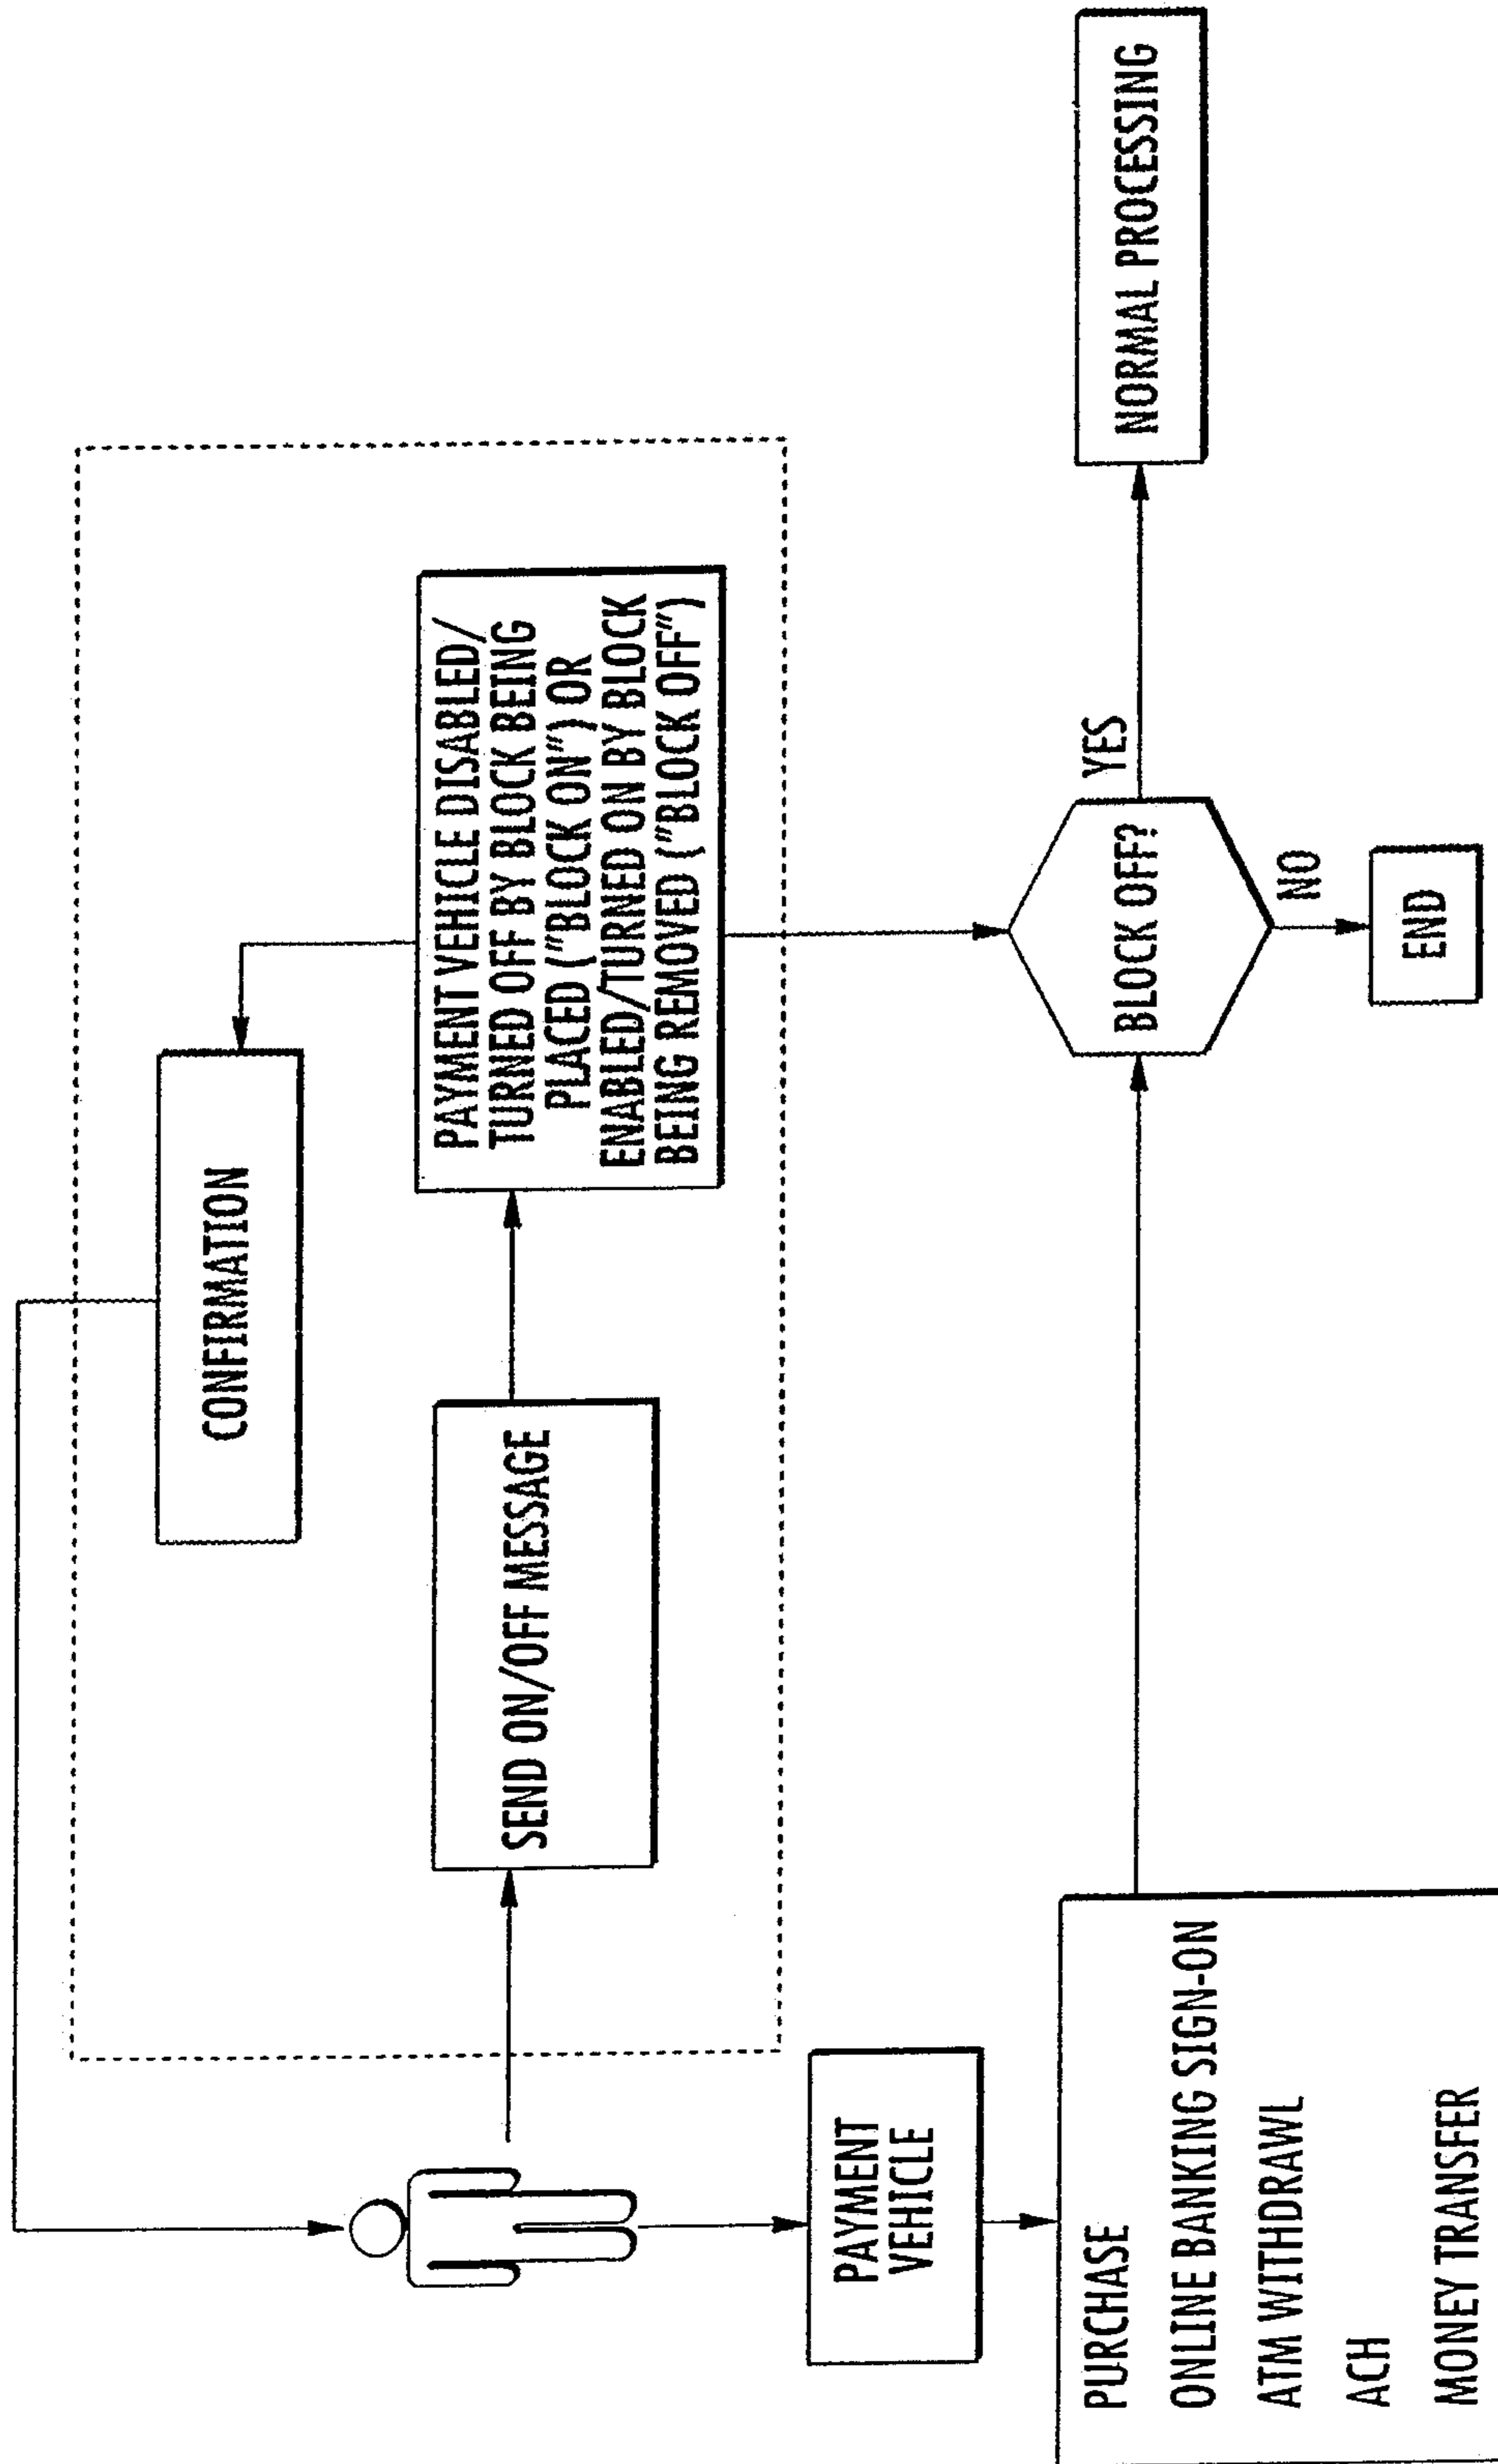 CONFIRMATION
SEND ON/OFF MESSAGE
PAYMENT VEHICLE DISABLED/
TURNED OFF BY BLOCK BEING
PLACED ("BLOCK ON") OR
ENABLED/TURNED ON BY BLOCK
BEING REMOVED ("BLOCK OFF")
PAYMENT
VEHICLE
PURCHASE
ONLINE BANKING SIGN-ON
ATM WITHDRAWL
ACH
MONEY TRANSFER
BLOCK OFF?
YES
NORMAL PROCESSING
NO
END